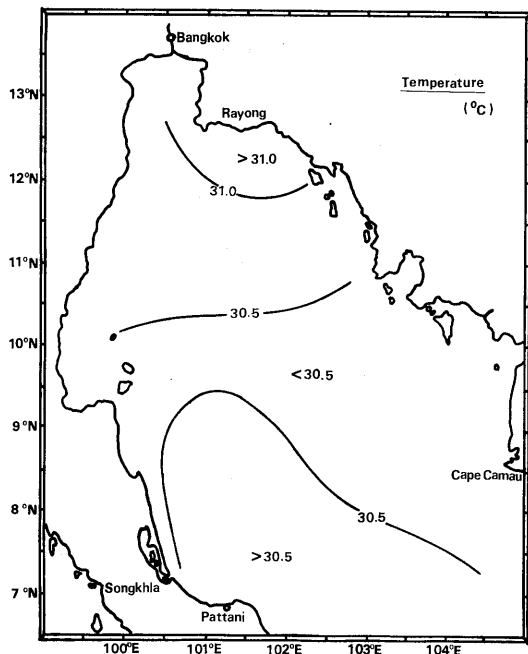 Bangkok
Temperature
(°C)
13°N
Rayong
> 31.0
31.0
12°N
11°N
30.5
10°N
< 30.5
9°N
Cape Camau
8°N
30.5
> 30.5
Songkhla
7°N
Pattani
100°E 101°E 102°E 103°E 104°E